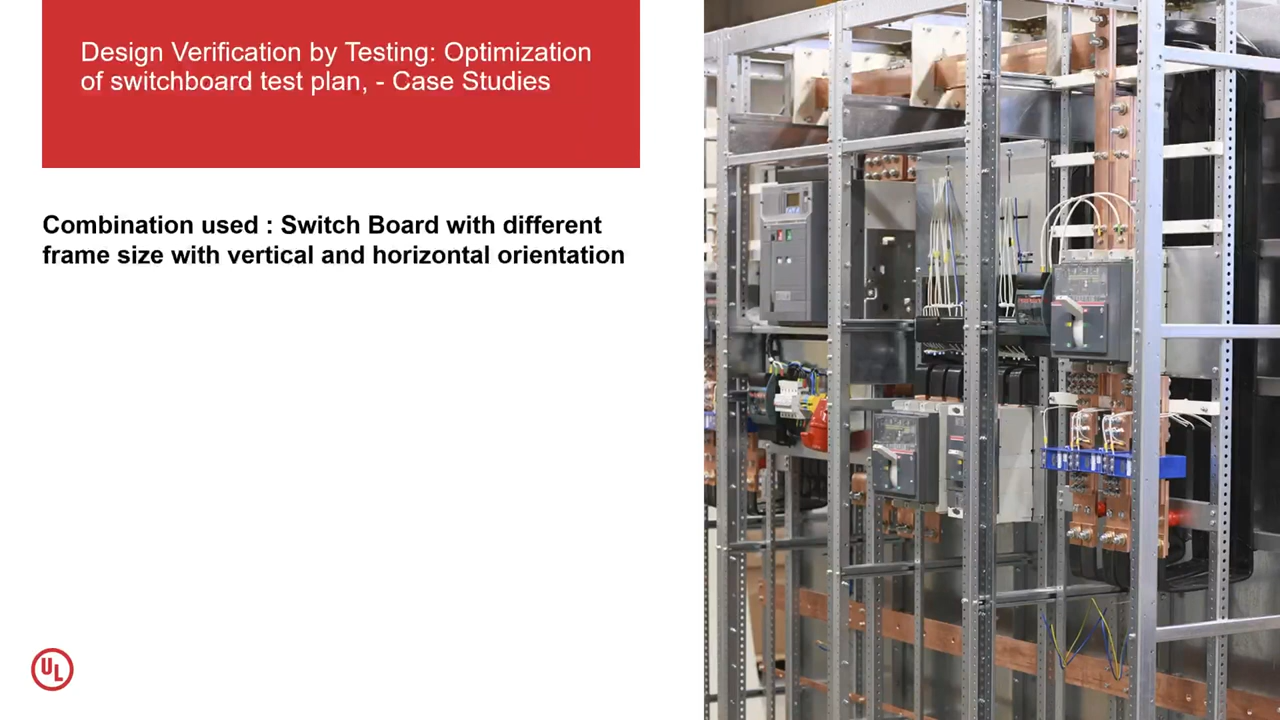 Design Verification by Testing: Optimization
of switchboard test plan, - Case Studies
Combination used : Switch Board with different
frame size with vertical and horizontal orientation
UL